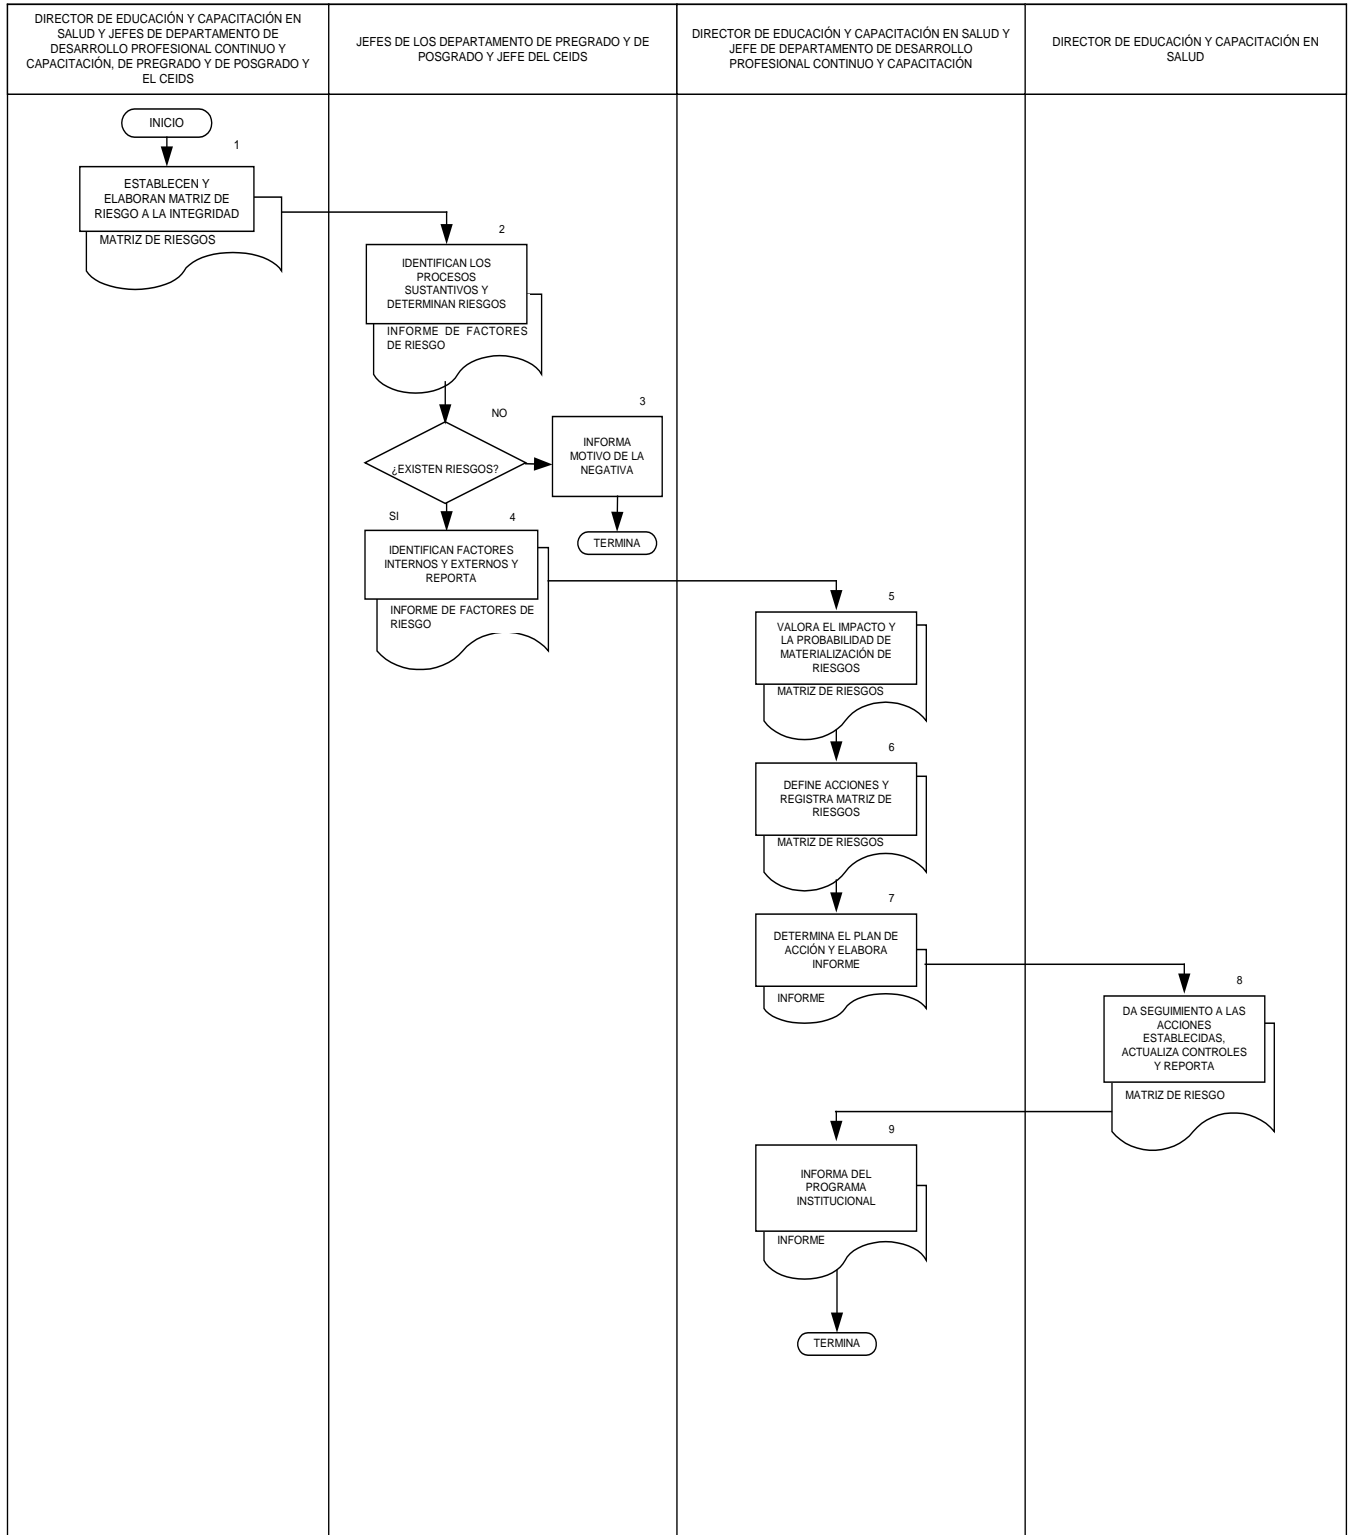 DIRECTOR DE EDUCACIÓN Y CAPACITACIÓN EN
SALUD Y JEFES DE DEPARTAMENTO DE
DESARROLLO PROFESIONAL CONTINUO Y
CAPACITACIÓN, DE PREGRADO Y DE POSGRADO Y
EL CEIDS
JEFES DE LOS DEPARTAMENTO DE PREGRADO Y DE
POSGRADO Y JEFE DEL CEIDS
DIRECTOR DE EDUCACIÓN Y CAPACITACIÓN EN SALUD Y
JEFE DE DEPARTAMENTO DE DESARROLLO
PROFESIONAL CONTINUO Y CAPACITACIÓN
DIRECTOR DE EDUCACIÓN Y CAPACITACIÓN EN
SALUD
INICIO
1
ESTABLECEN Y
ELABORAN MATRIZ DE
RIESGO A LA INTEGRIDAD
MATRIZ DE RIESGOS
2
IDENTIFICAN LOS
PROCESOS
SUSTANTIVOS Y
DETERMINAN RIESGOS
INFORME DE FACTORES
DE RIESGO
¿EXISTEN RIESGOS?
NO
3
INFORMA
MOTIVO DE LA
NEGATIVA
TERMINA
SI
4
IDENTIFICAN FACTORES
INTERNOS Y EXTERNOS Y
REPORTA
INFORME DE FACTORES DE
RIESGO
5
VALORA EL IMPACTO Y
LA PROBABILIDAD DE
MATERIALIZACIÓN DE
RIESGOS
MATRIZ DE RIESGOS
6
DEFINE ACCIONES Y
REGISTRA MATRIZ DE
RIESGOS
MATRIZ DE RIESGOS
7
DETERMINA EL PLAN DE
ACCIÓN Y ELABORA
INFORME
INFORME
8
DA SEGUIMIENTO A LAS
ACCIONES
ESTABLECIDAS,
ACTUALIZA CONTROLES
Y REPORTA
MATRIZ DE RIESGO
9
INFORMA DEL
PROGRAMA
INSTITUCIONAL
INFORME
TERMINA